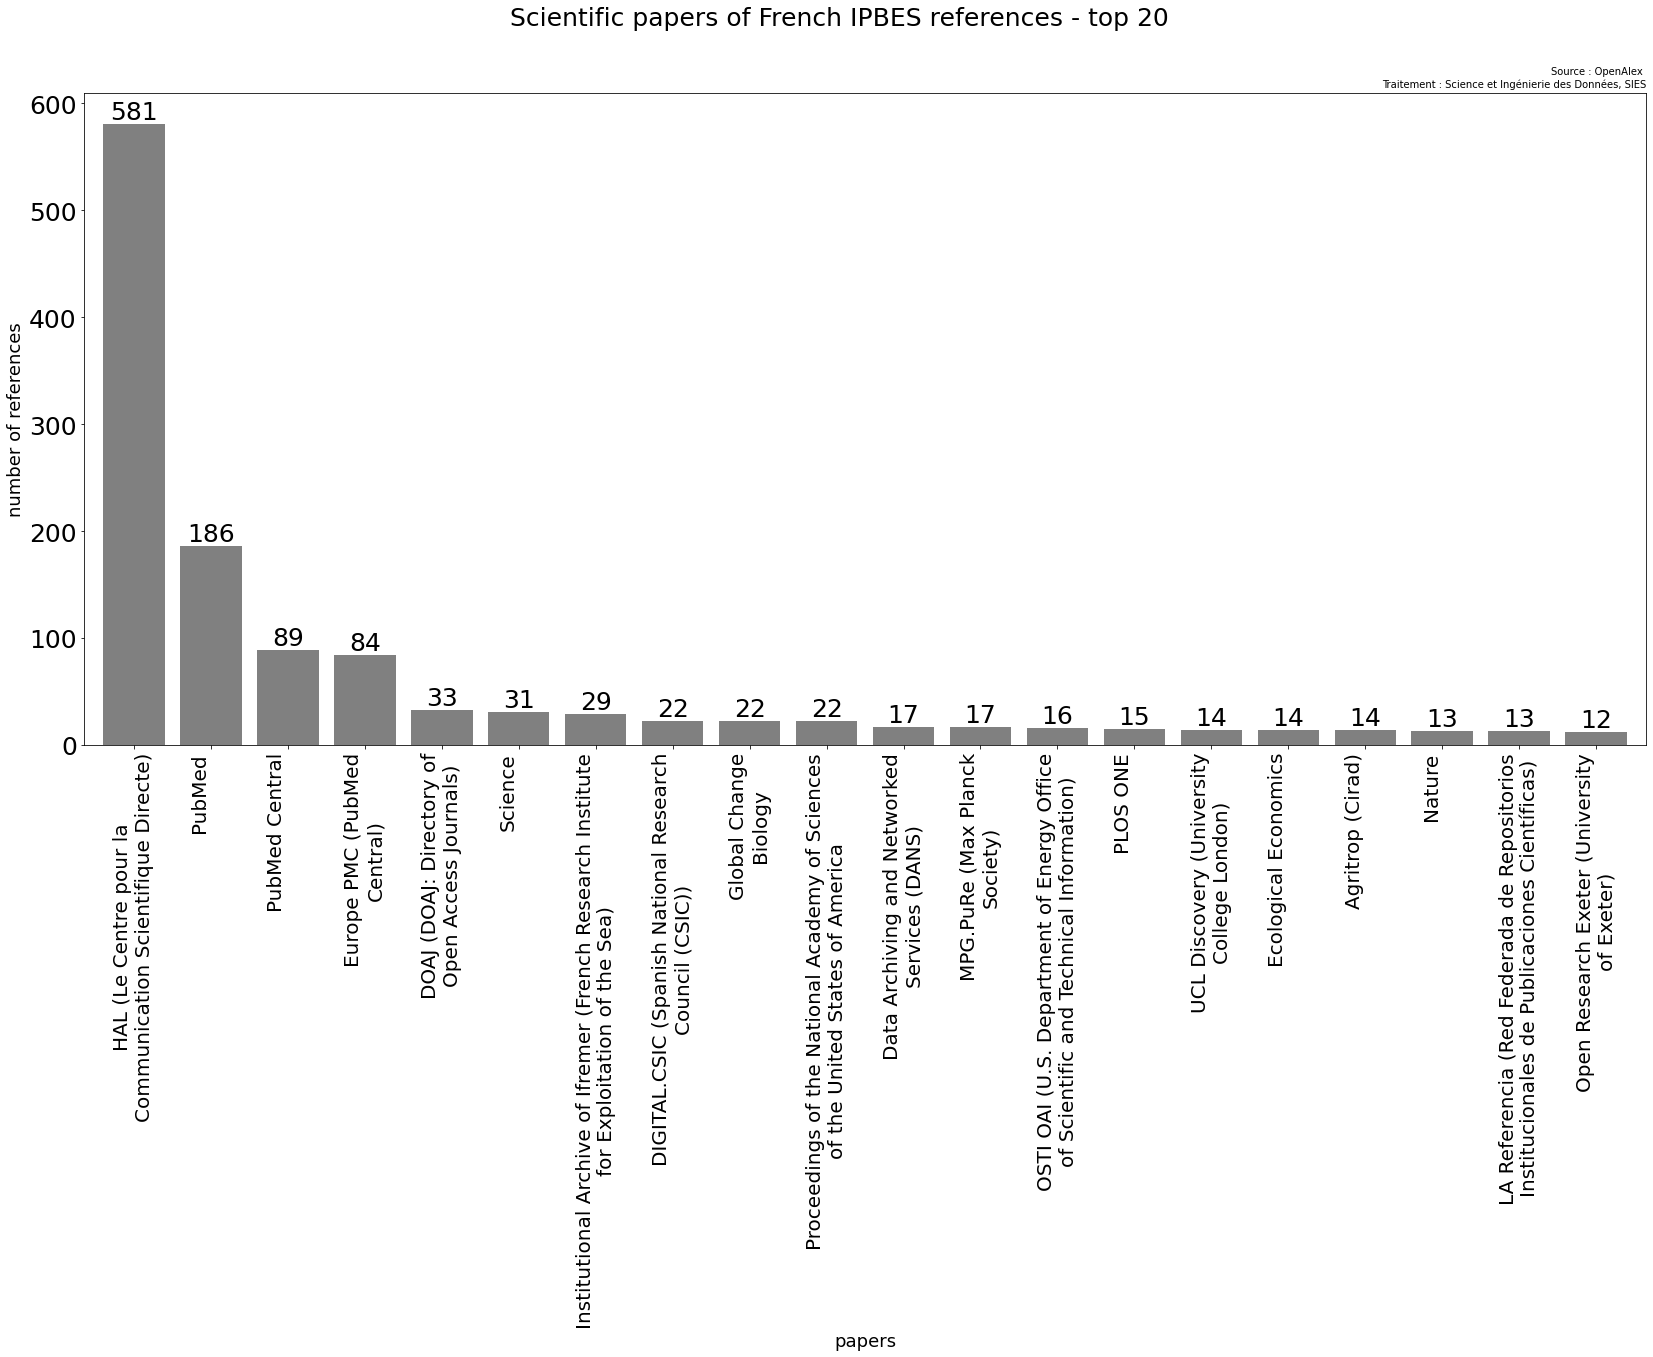 Scientific papers of French IPBES references - top 20
Source : OpenAlex
Traitement : Science et Ingénierie des Données, SIES
number of references
600
500
400
300
200
100
0
581
186
89
84
33
31
29
22
22
22
17
17
16
15
14
14
14
13
13
12
HAL (Le Centre pour la
Communication Scientifique Directe)
PubMed
PubMed Central
Europe PMC (PubMed
Central)
DOAJ (DOAJ: Directory of
Open Access Journals)
Science
Institutional Archive of Ifremer (French Research Institute
for Exploitation of the Sea)
DIGITAL.CSIC (Spanish National Research
Council (CSIC))
Global Change
Biology
Proceedings of the National Academy of Sciences
of the United States of America
Data Archiving and Networked
Services (DANS)
MPG.PuRe (Max Planck
Society)
OSTI OAI (U.S. Department of Energy Office
of Scientific and Technical Information)
PLOS ONE
UCL Discovery (University
College London)
Ecological Economics
Agritrop (Cirad)
Nature
LA Referencia (Red Federada de Repositorios
Institucionales de Publicaciones Científicas)
Open Research Exeter (University
of Exeter)
papers